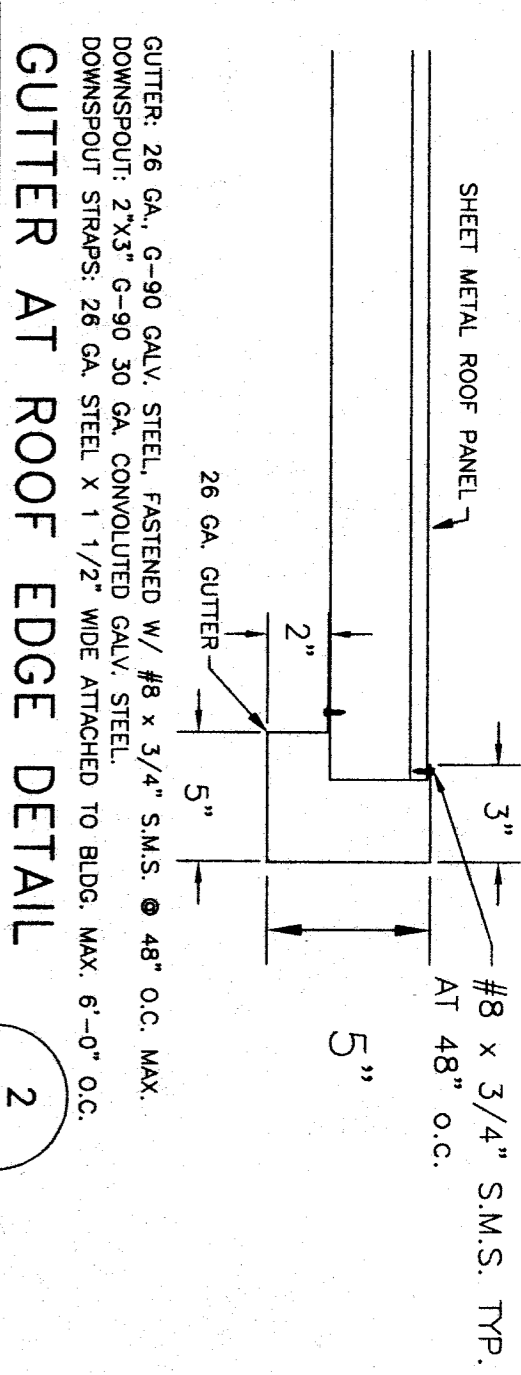 SHEET METAL ROOF PANEL
3"
#8 x 3/4" S.M.S. TYP.
AT 48" O.C.
2"
5"
26 GA. GUTTER
5"
GUTTER: 26 GA., G-90 GALV. STEEL, FASTENED W/ #8 x 3/4" S.M.S. @ 48" O.C. MAX.
DOWNSPOUT: 2"X3" G-90 30 GA. CONVOLUTED GALV. STEEL.
DOWNSPOUT STRAPS: 26 GA. STEEL X 1 1/2" WIDE ATTACHED TO BLDG. MAX. 6'-0" O.C.
GUTTER AT ROOF EDGE DETAIL
2